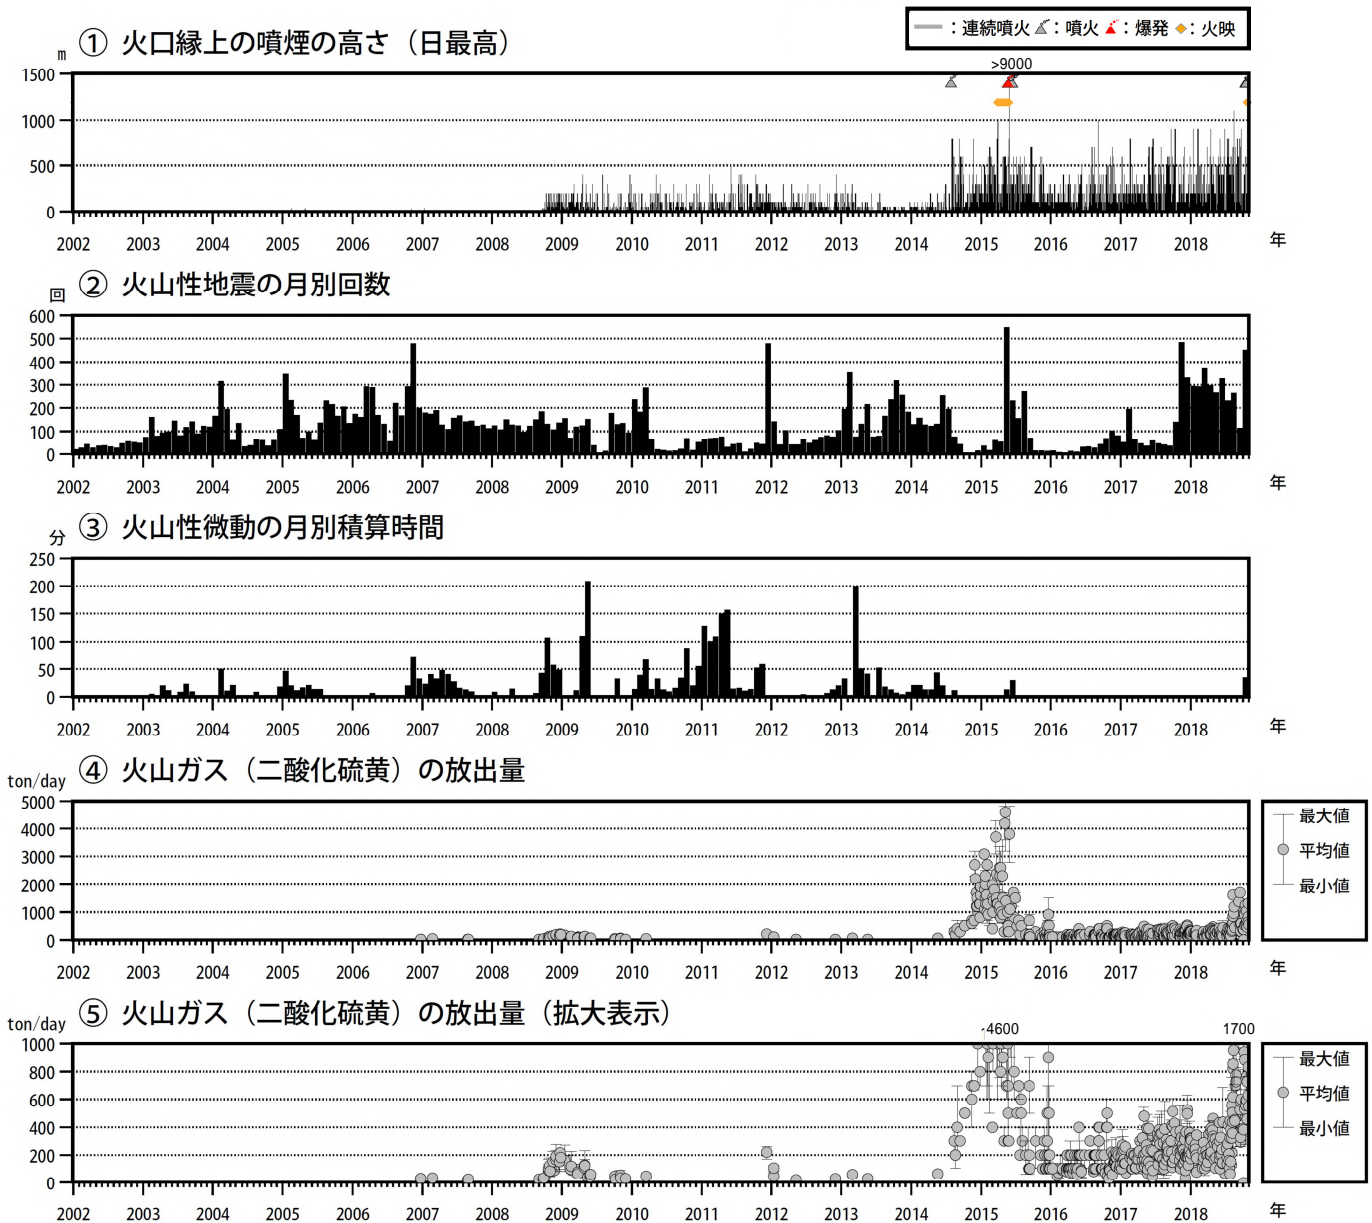 ：連続噴火 ：噴火 ：爆発 ：火映
① 火口縁上の噴煙の高さ（日最高）
m
>9000
1500
1000
500
0
2002 2003 2004 2005 2006 2007 2008 2009 2010 2011 2012 2013 2014 2015 2016 2017 2018 年
② 火山性地震の月別回数
回
600
500
400
300
200
100
0
2002 2003 2004 2005 2006 2007 2008 2009 2010 2011 2012 2013 2014 2015 2016 2017 2018 年
③ 火山性微動の月別積算時間
分
250
200
150
100
50
0
2002 2003 2004 2005 2006 2007 2008 2009 2010 2011 2012 2013 2014 2015 2016 2017 2018 年
④ 火山ガス（二酸化硫黄）の放出量
ton/day
5000
4000
3000
2000
1000
0
最大値
平均値
最小値
2002 2003 2004 2005 2006 2007 2008 2009 2010 2011 2012 2013 2014 2015 2016 2017 2018 年
⑤ 火山ガス（二酸化硫黄）の放出量（拡大表示）
ton/day
4600 1700
1000
800
600
400
200
0
最大値
平均値
最小値
2002 2003 2004 2005 2006 2007 2008 2009 2010 2011 2012 2013 2014 2015 2016 2017 2018 年